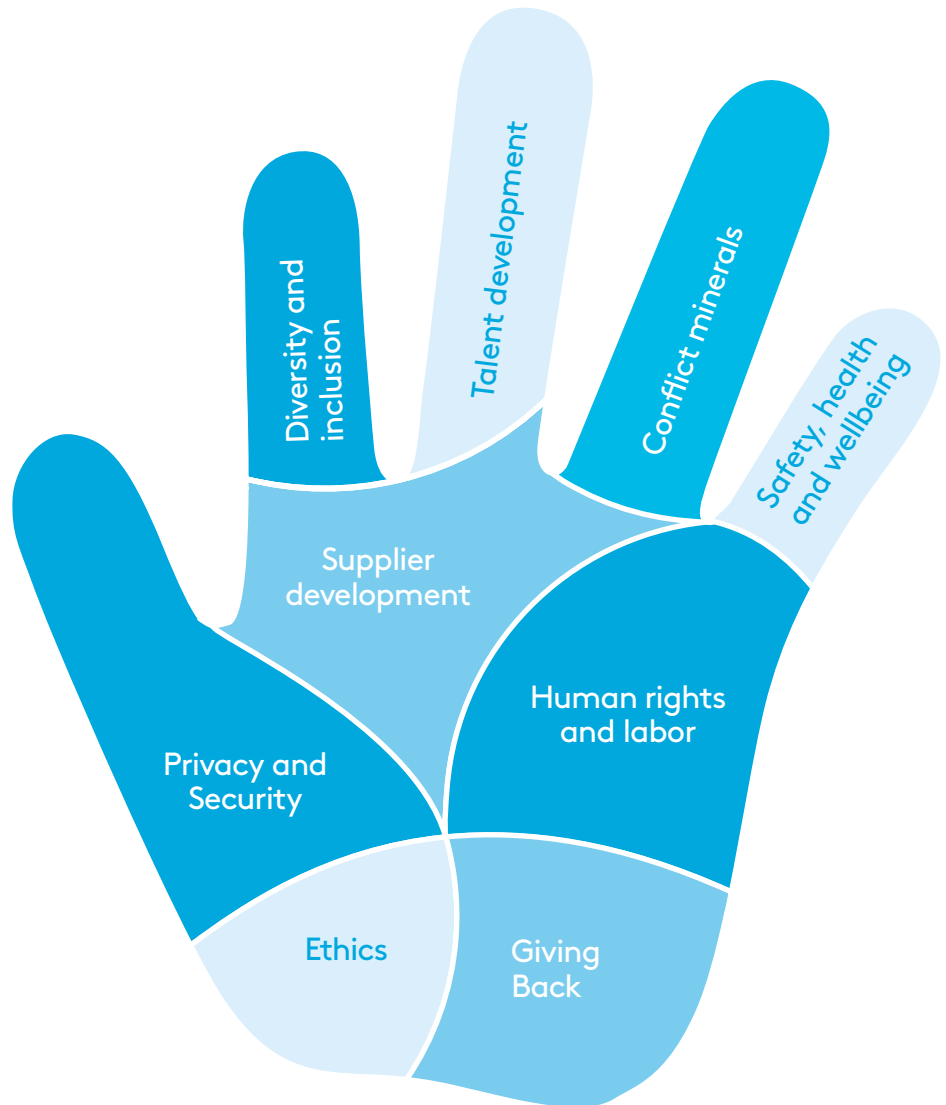 Diversity and
inclusion
Talent development
Conflict minerals
Safety, health
and wellbeing
Supplier
development
Human rights
and labor
Privacy and
Security
Ethics
Giving
Back